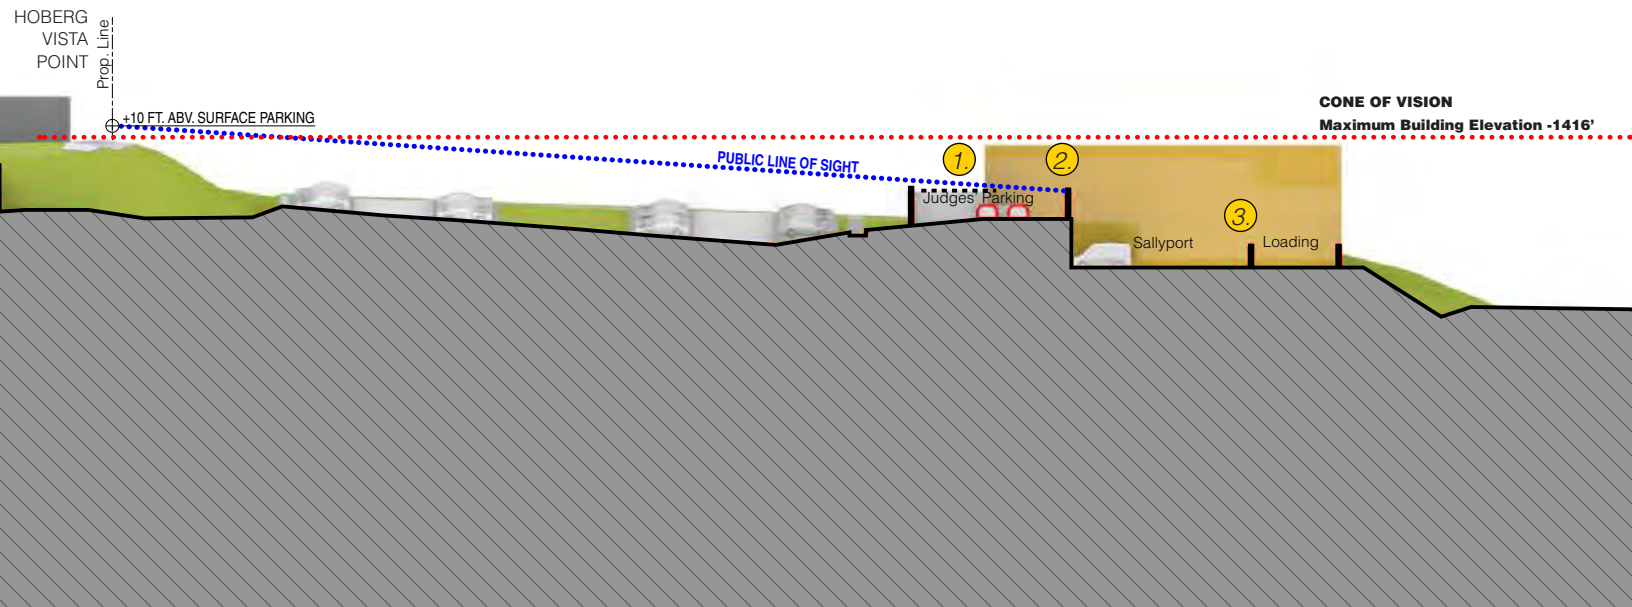 HOBERG
VISTA
POINT
Prop. Line
+10 FT. ABV. SURFACE PARKING
CONE OF VISION
Maximum Building Elevation -1416'
PUBLIC LINE OF SIGHT
1.
2.
Judges' Parking
3.
Sallyport
Loading